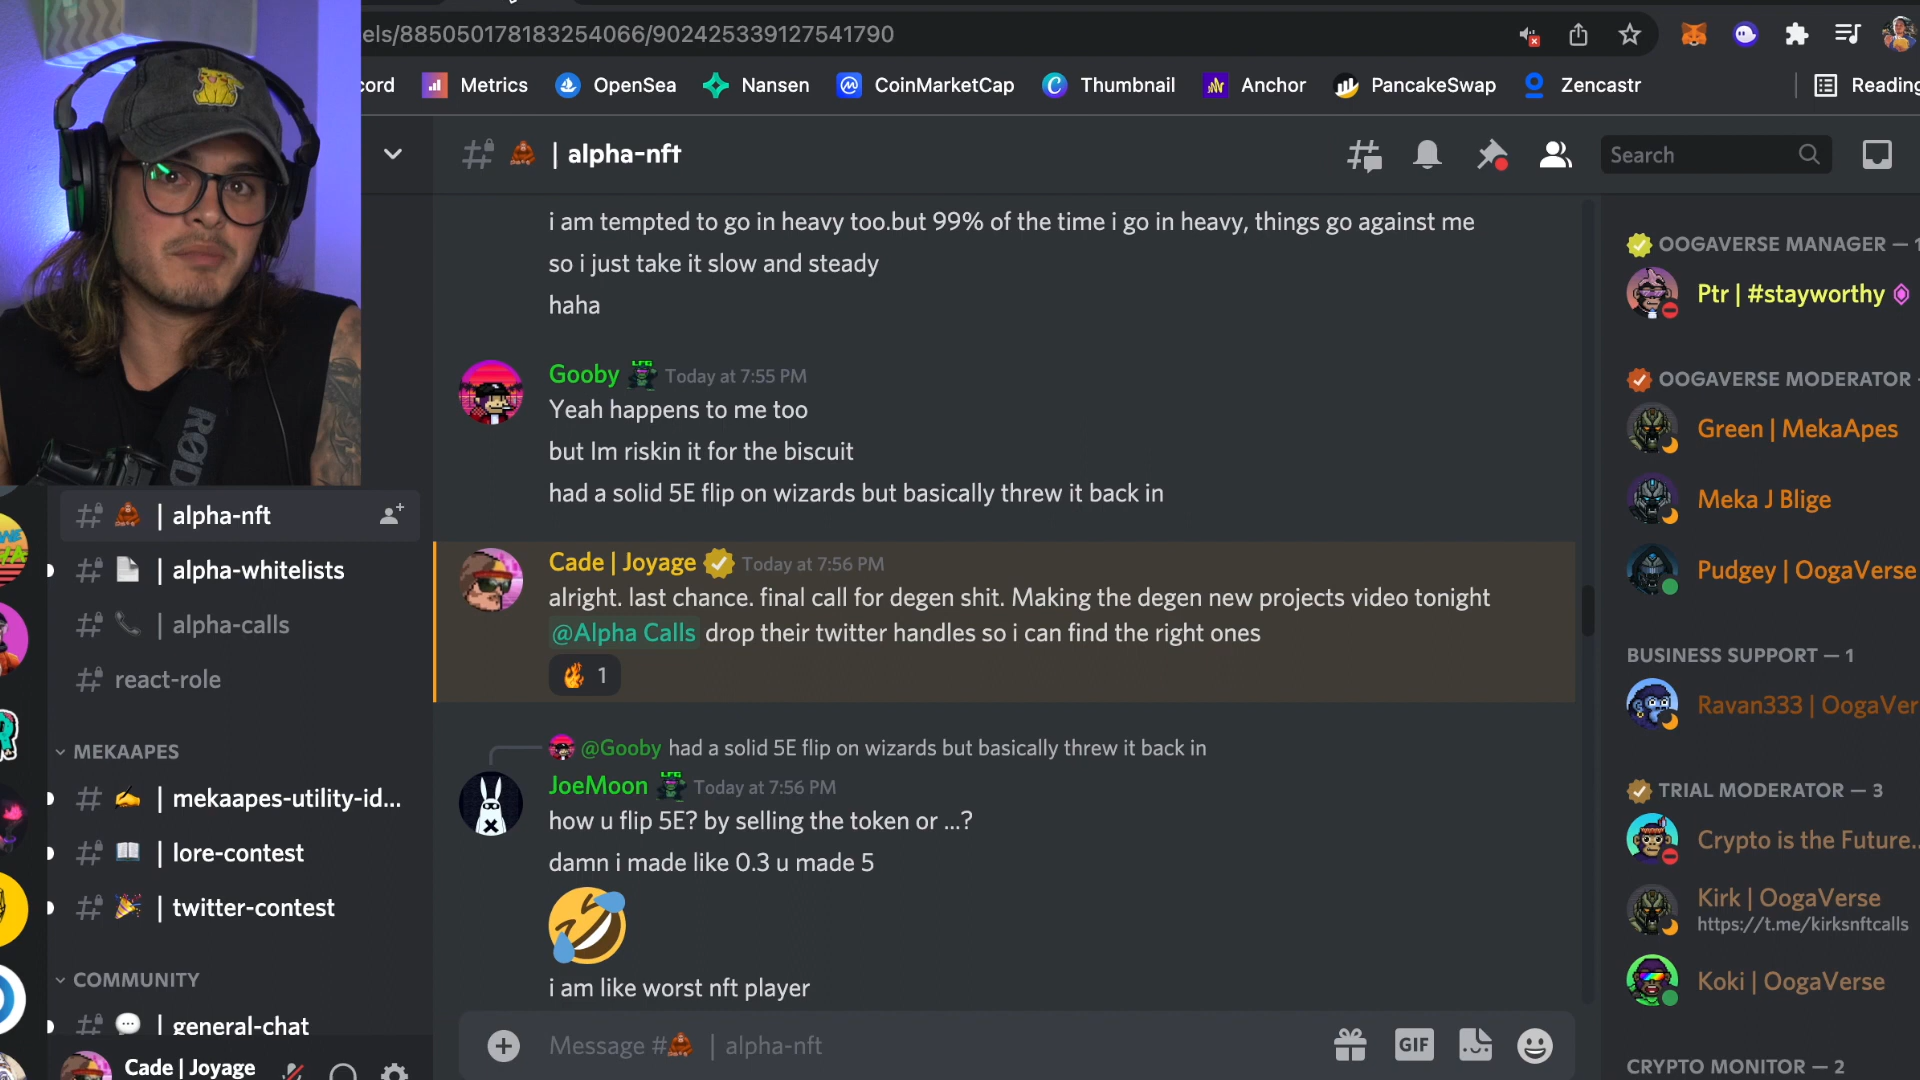 els/885050178183254066/902425339127541790
cord
Metrics
OpenSea
Nansen
CoinMarketCap
Thumbnail
Anchor
PancakeSwap
Zencastr
Reading
| alpha-nft
Search
i am tempted to go in heavy too.but 99% of the time i go in heavy, things go against me
so i just take it slow and steady
haha
Gooby LFG Today at 7:55 PM
Yeah happens to me too
but Im riskin it for the biscuit
had a solid 5E flip on wizards but basically threw it back in
Cade | Joyage Today at 7:56 PM
alright. last chance. final call for degen shit. Making the degen new projects video tonight
@Alpha Calls drop their twitter handles so i can find the right ones
1
@Gooby had a solid 5E flip on wizards but basically threw it back in
JoeMoon LFG Today at 7:56 PM
how u flip 5E? by selling the token or ...?
damn i made like 0.3 u made 5
i am like worst nft player
Message # | alpha-nft
GIF
RØD
| alpha-nft
| alpha-whitelists
| alpha-calls
react-role
MEKAAPES
| mekaapes-utility-id...
| lore-contest
| twitter-contest
COMMUNITY
| general-chat
Cade | Joyage
OOGAVERSE MANAGER — 1
Ptr | #stayworthy
OOGAVERSE MODERATOR -
Green | MekaApes
Meka J Blige
Pudgey | OogaVerse
BUSINESS SUPPORT — 1
Ravan333 | OogaVer
TRIAL MODERATOR — 3
Crypto is the Future..
Kirk | OogaVerse
https://t.me/kirksnftcalls
Koki | OogaVerse
CRYPTO MONITOR — 2